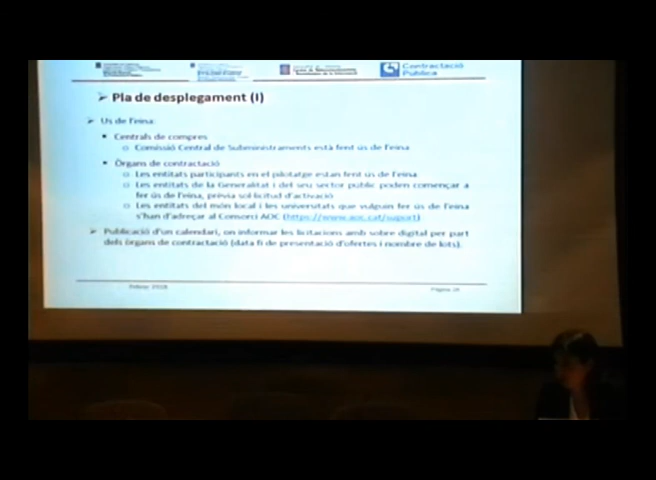 Contractació
Pública
➢ Pla de desplegament (I)
➢ Ús de l'eina:
▪ Centrals de compres
o Comissió Central de Subministraments està fent ús de l'eina
▪ Òrgans de contractació
o Les entitats participants en el pilotatge estan fent ús de l'eina
o Les entitats de la Generalitat i del seu sector públic poden començar a
fer ús de l'eina, prèvia sol·licitud d'activació
o Les entitats del món local i les universitats que vulguin fer ús de l'eina
s'han d'adreçar al Consorci AOC (https://www.aoc.cat/suport)
➢ Publicació d'un calendari, on informar les licitacions amb sobre digital per part
dels òrgans de contractació (data fi de presentació d'ofertes i nombre de lots).